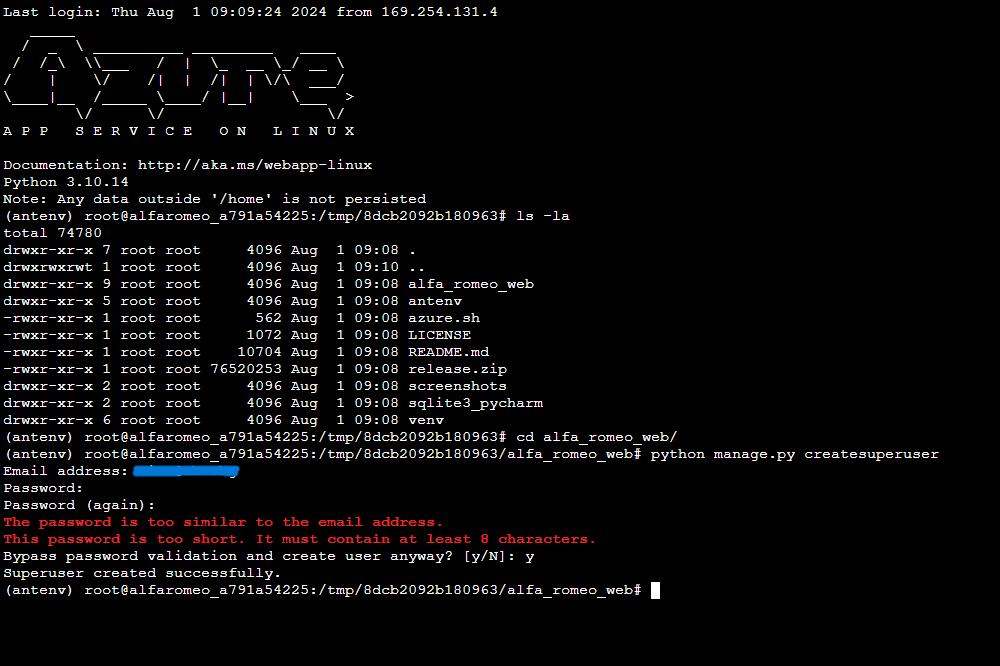 Last login: Thu Aug  1 09:09:24 2024 from 169.254.131.4
Azure
A P P   S E R V I C E   O N   L I N U X
Documentation: http://aka.ms/webapp-linux
Python 3.10.14
Note: Any data outside '/home' is not persisted
(antenv) root@alfaromeo_a791a54225:/tmp/8dcb2092b180963# ls -la
total 74780
drwxr-xr-x 7 root root     4096 Aug  1 09:08 .
drwxrwxrwt 1 root root     4096 Aug  1 09:10 ..
drwxr-xr-x 9 root root     4096 Aug  1 09:08 alfa_romeo_web
drwxr-xr-x 5 root root     4096 Aug  1 09:08 antenv
-rwxr-xr-x 1 root root      562 Aug  1 09:08 azure.sh
-rwxr-xr-x 1 root root     1072 Aug  1 09:08 LICENSE
-rwxr-xr-x 1 root root    10704 Aug  1 09:08 README.md
-rwxr-xr-x 1 root root 76520253 Aug  1 09:08 release.zip
drwxr-xr-x 2 root root     4096 Aug  1 09:08 screenshots
drwxr-xr-x 2 root root     4096 Aug  1 09:08 sqlite3_pycharm
drwxr-xr-x 6 root root     4096 Aug  1 09:08 venv
(antenv) root@alfaromeo_a791a54225:/tmp/8dcb2092b180963# cd alfa_romeo_web/
(antenv) root@alfaromeo_a791a54225:/tmp/8dcb2092b180963/alfa_romeo_web# python manage.py createsuperuser
Email address:
Password:
Password (again):
The password is too similar to the email address.
This password is too short. It must contain at least 8 characters.
Bypass password validation and create user anyway? [y/N]: y
Superuser created successfully.
(antenv) root@alfaromeo_a791a54225:/tmp/8dcb2092b180963/alfa_romeo_web#